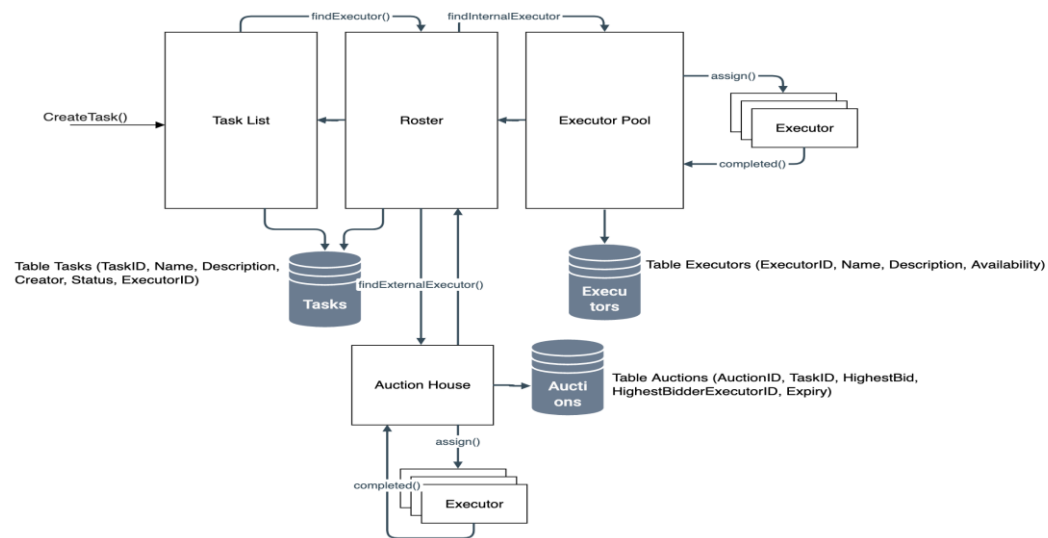 findExecutor()
findInternalExecutor
CreateTask()
Task List
Roster
Executor Pool
assign()
Executor
completed()
Table Tasks (TaskID, Name, Description,
Creator, Status, ExecutorID)
Tasks
findExternalExecutor()
Execu
tors
Table Executors (ExecutorID, Name, Description, Availability)
Auction House
Aucti
ons
Table Auctions (AuctionID, TaskID, HighestBid,
HighestBidderExecutorID, Expiry)
assign()
completed()
Executor